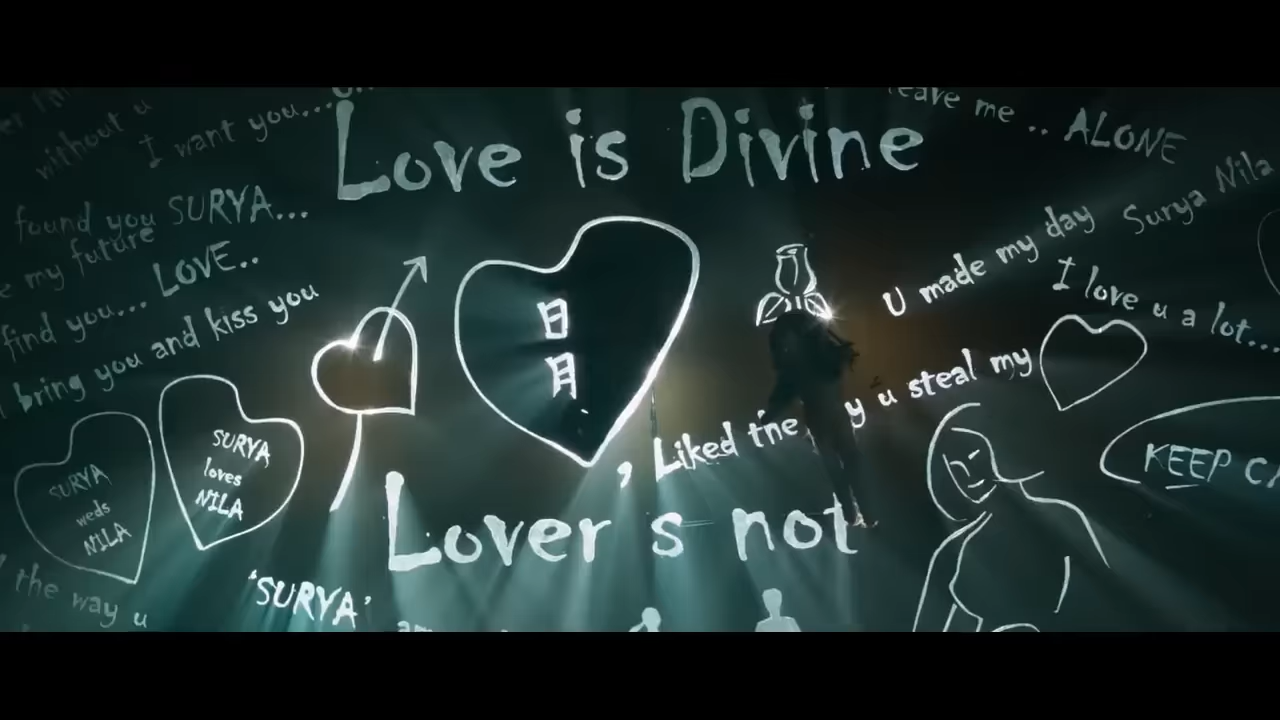 without u
I want you...
Love is Divine
leave me .. ALONE
found you SURYA...
my future
LOVE..
find you...
bring you and kiss you
日
月
U made my day
Surya Nila
I love u a lot...
y u steal my
, Liked the
SURYA
weds
NILA
SURYA
loves
NILA
KEEP
Lover s not
the way u
'SURYA'